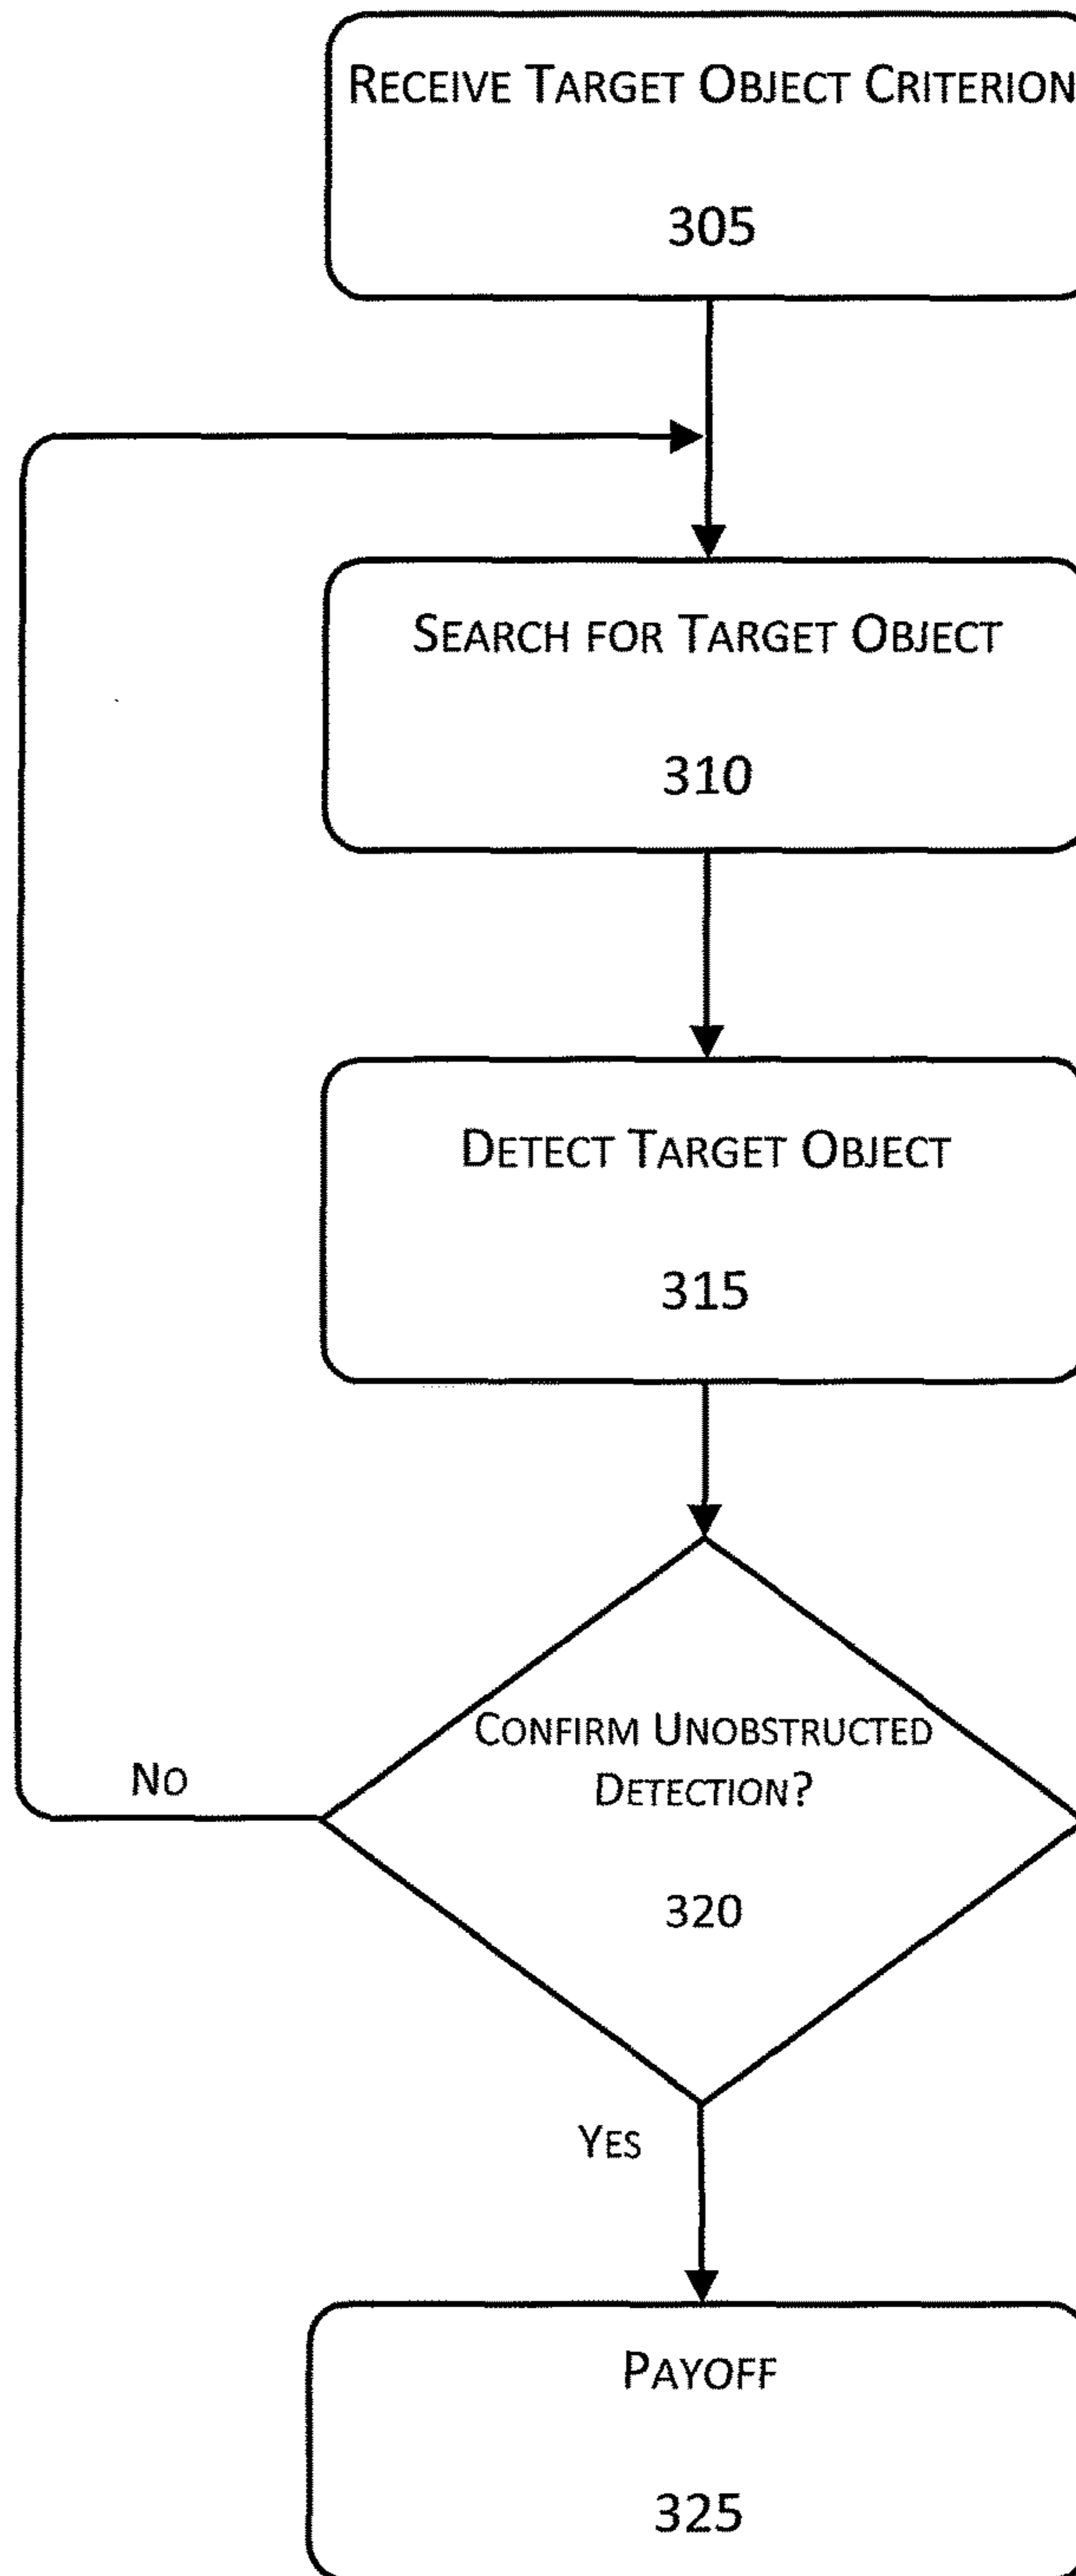 RECEIVE TARGET OBJECT CRITERION
305
SEARCH FOR TARGET OBJECT
310
DETECT TARGET OBJECT
315
CONFIRM UNOBSTRUCTED
DETECTION?
320
NO
YES
PAYOFF
325